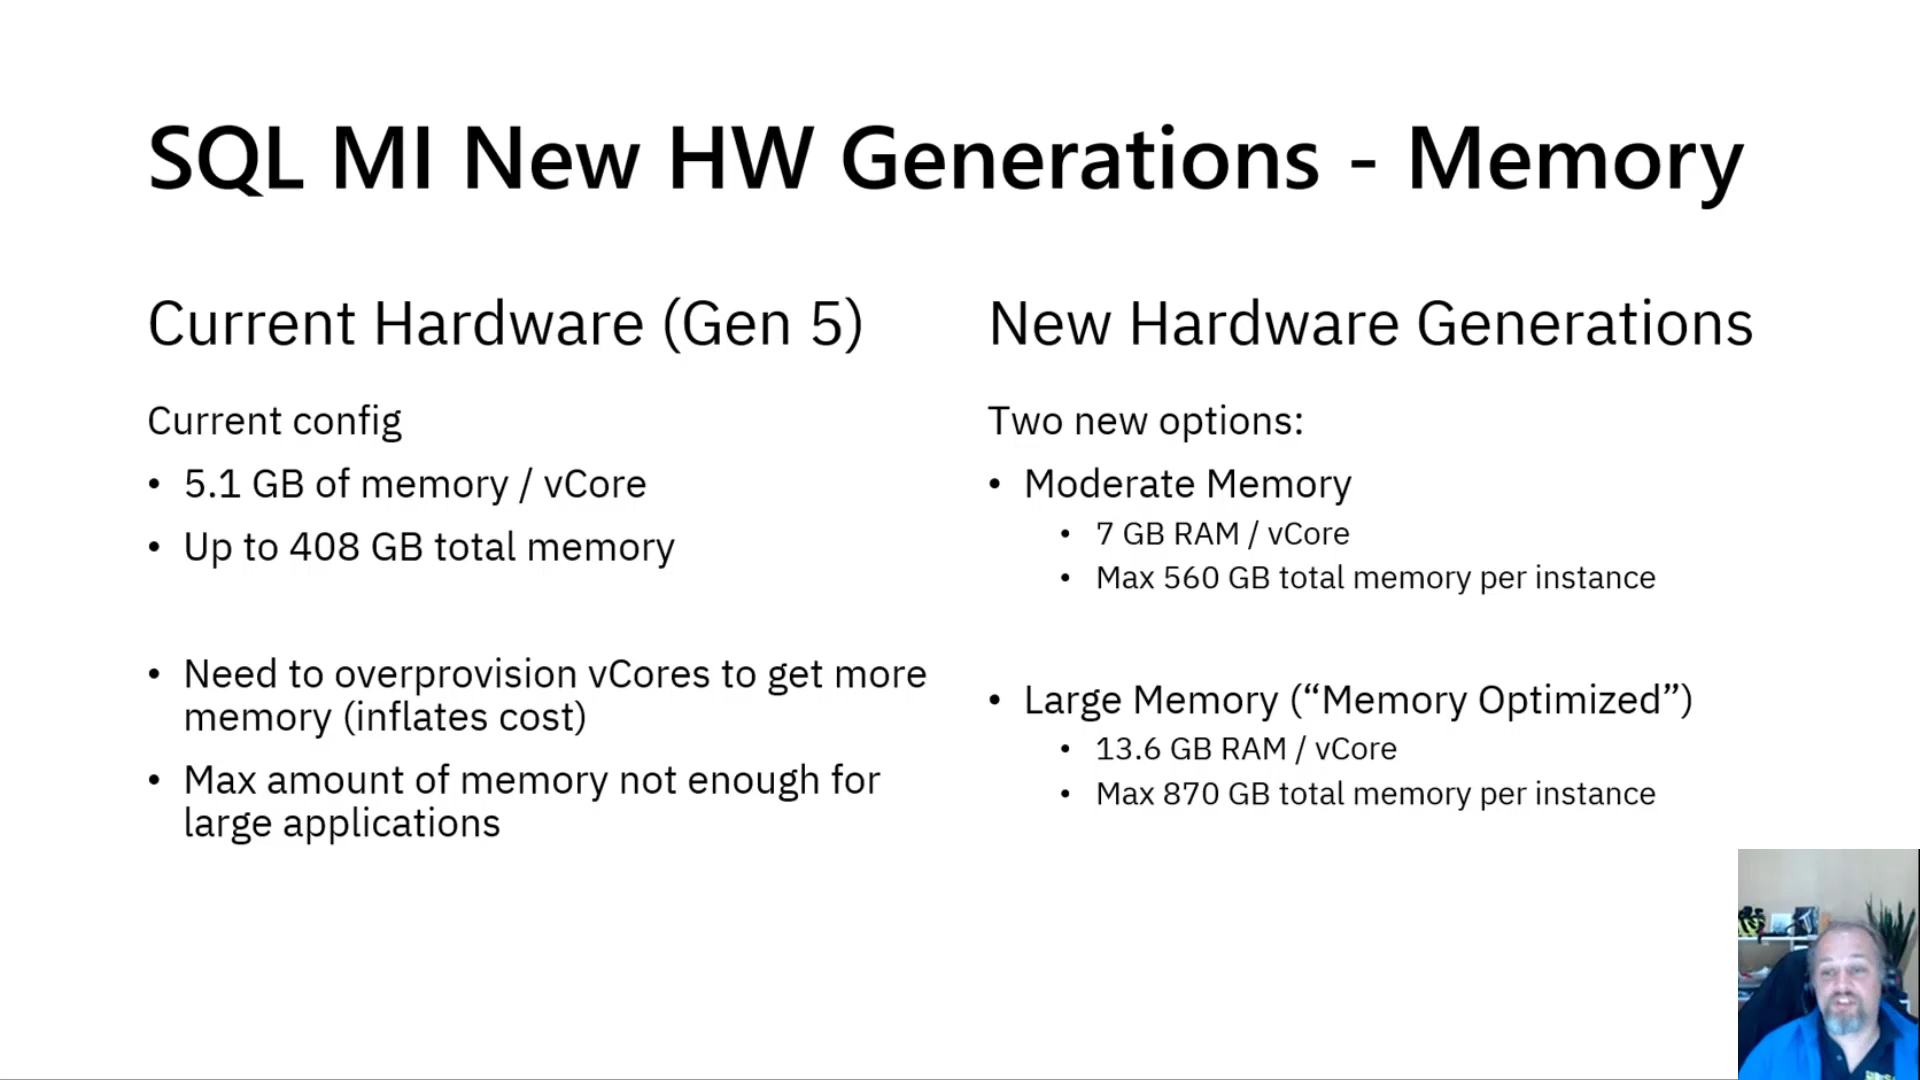 SQL MI New HW Generations - Memory
Current Hardware (Gen 5)
Current config
• 5.1 GB of memory / vCore
• Up to 408 GB total memory
• Need to overprovision vCores to get more
memory (inflates cost)
• Max amount of memory not enough for
large applications
New Hardware Generations
Two new options:
• Moderate Memory
• 7 GB RAM / vCore
• Max 560 GB total memory per instance
• Large Memory (“Memory Optimized”)
• 13.6 GB RAM / vCore
• Max 870 GB total memory per instance